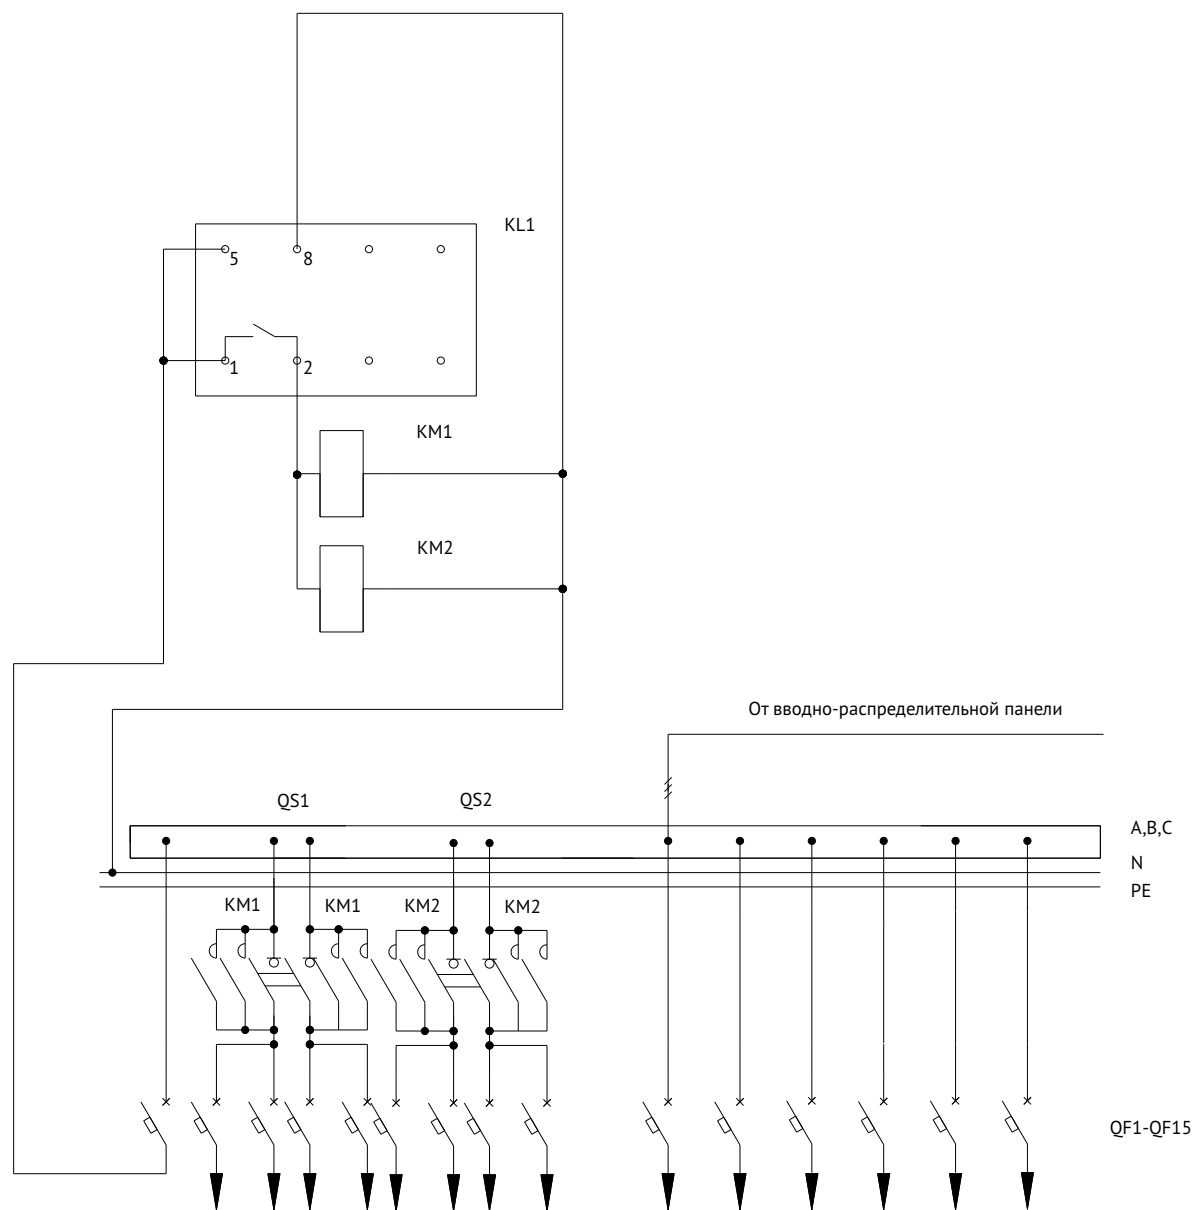 KL1
5
8
1
2
KM1
KM2
От вводно-распределительной панели
QS1
QS2
A,B,C
N
PE
KM1
KM1
KM2
KM2
QF1-QF15